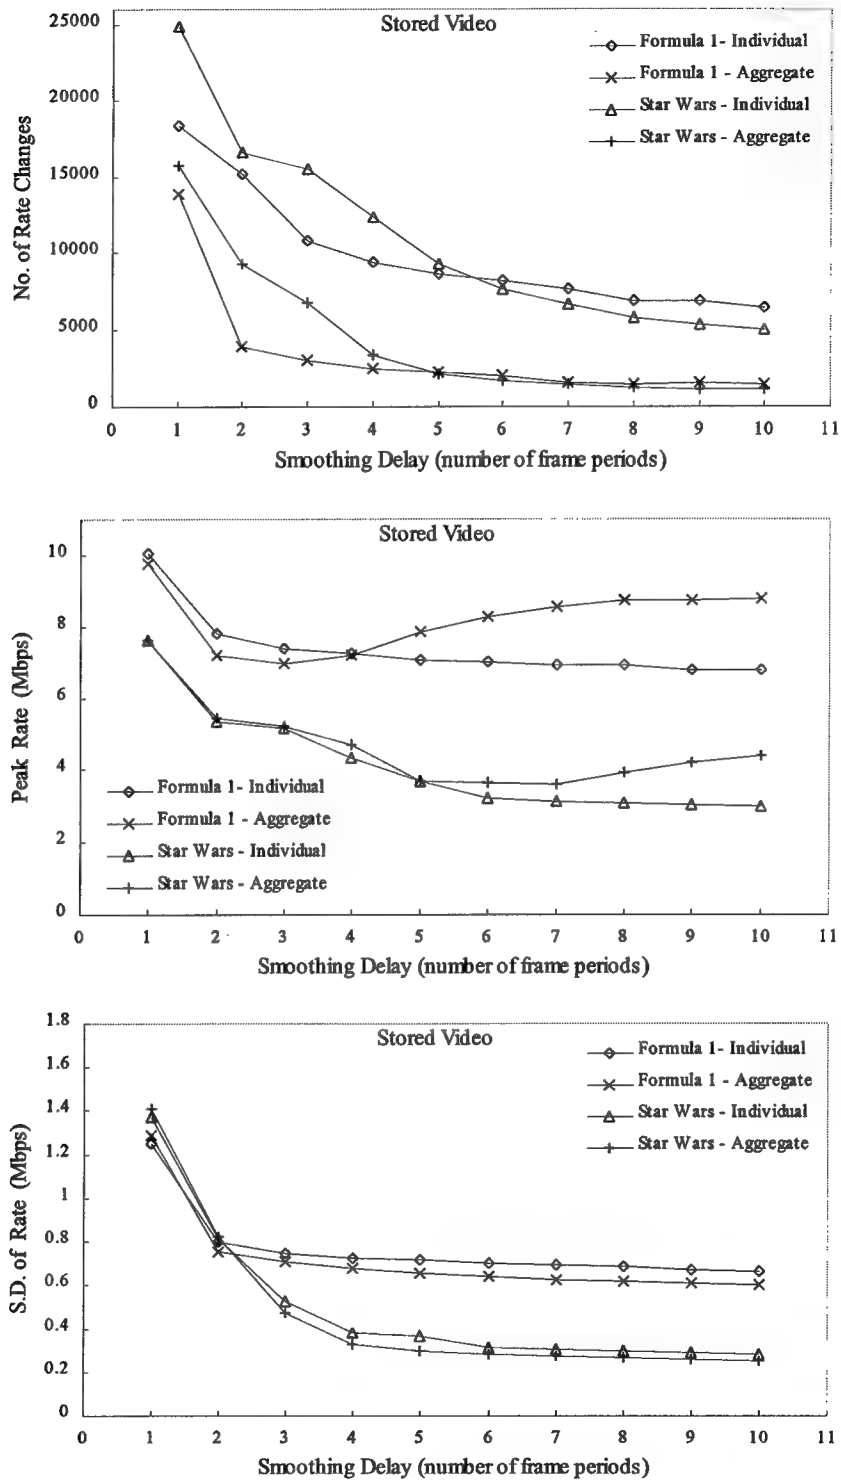 Stored Video
Formula 1- Individual
Formula 1 - Aggregate
Star Wars - Individual
Star Wars - Aggregate
No. of Rate Changes
25000
20000
15000
10000
5000
0
0 1 2 3 4 5 6 7 8 9 10 11
Smoothing Delay (number of frame periods)
Stored Video
Peak Rate (Mbps)
10
8
6
4
2
0
Formula 1- Individual
Formula 1 - Aggregate
Star Wars - Individual
Star Wars - Aggregate
0 1 2 3 4 5 6 7 8 9 10 11
Smoothing Delay (number of frame periods)
Stored Video
Formula 1- Individual
Formula 1 - Aggregate
Star Wars - Individual
Star Wars - Aggregate
S.D. of Rate (Mbps)
1.8
1.6
1.4
1.2
1
0.8
0.6
0.4
0.2
0
0 1 2 3 4 5 6 7 8 9 10 11
Smoothing Delay (number of frame periods)